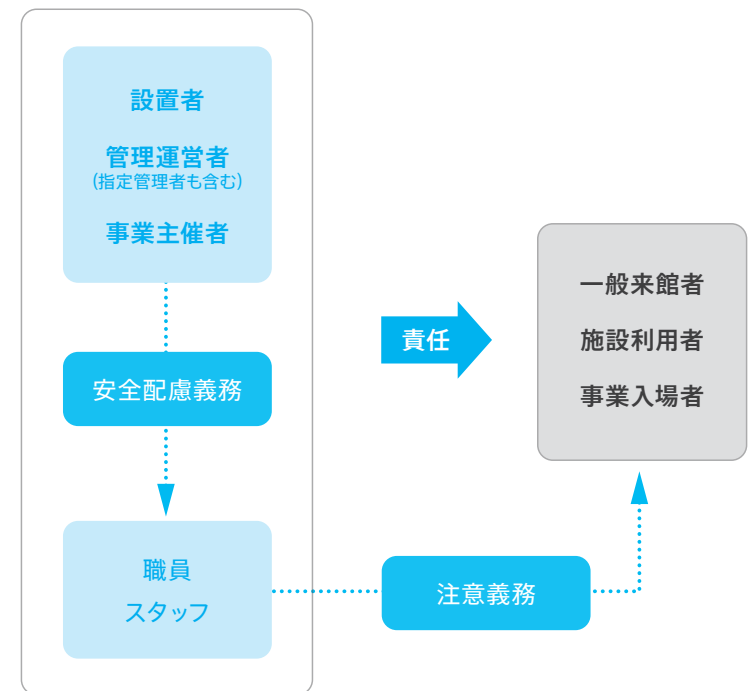 設置者
管理運営者
(指定管理者も含む)
事業主催者
安全配慮義務
職員
スタッフ
責任
注意義務
一般来館者
施設利用者
事業入場者